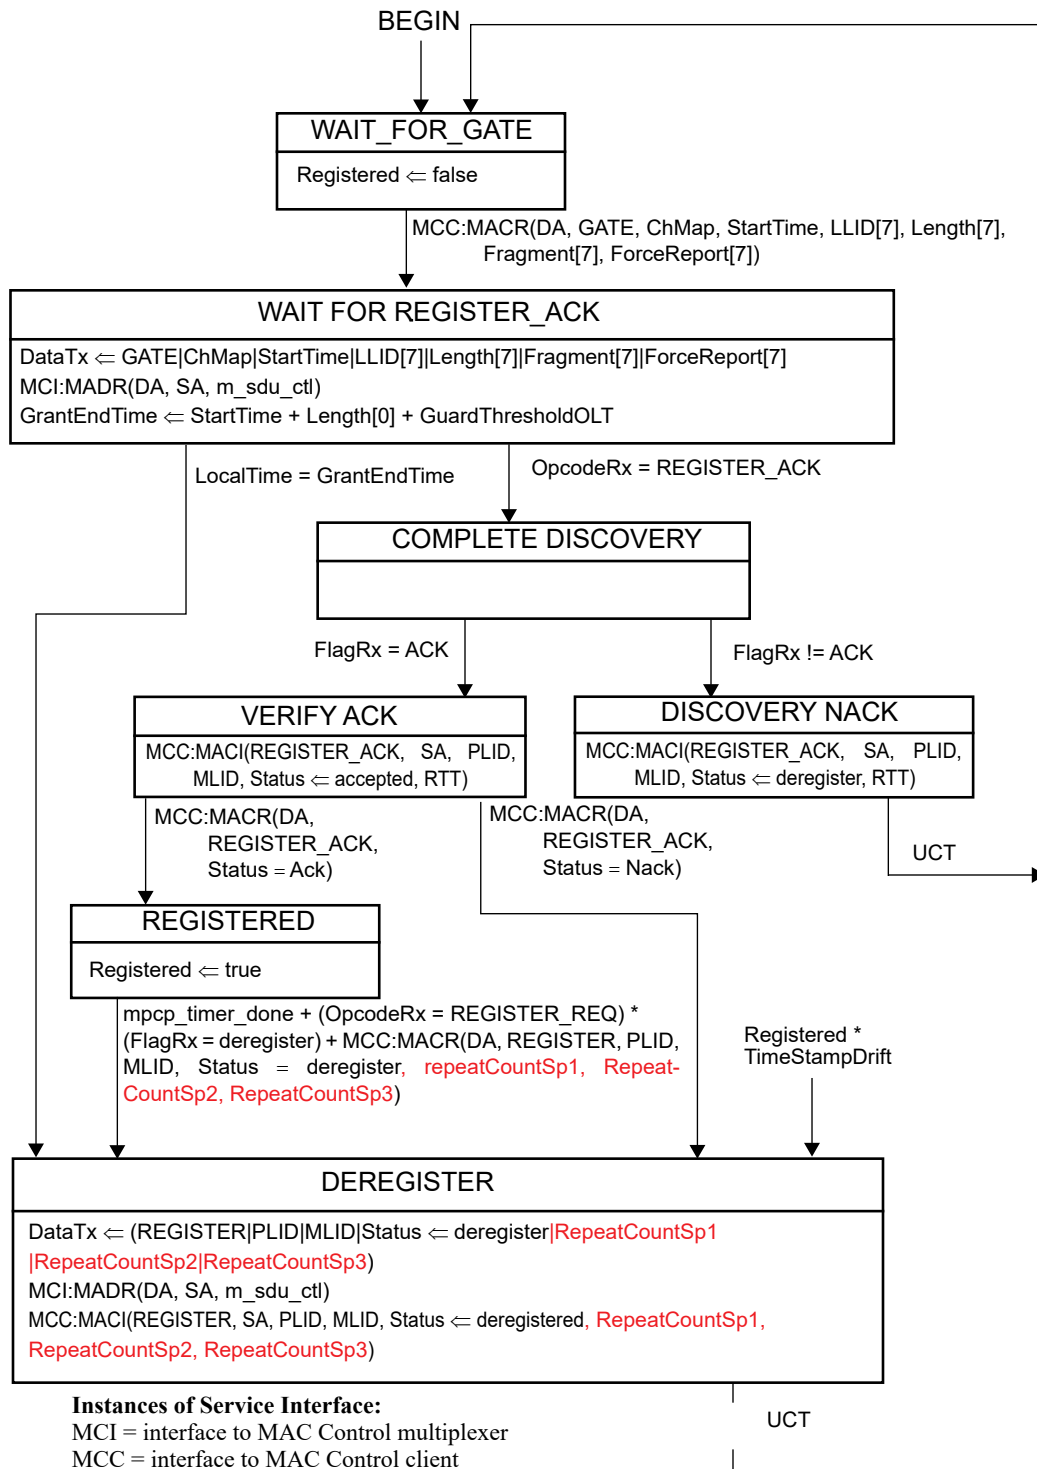 BEGIN
WAIT_FOR_GATE
Registered ⇐ false
MCC:MACR(DA, GATE, ChMap, StartTime, LLID[7], Length[7],
Fragment[7], ForceReport[7])
WAIT FOR REGISTER_ACK
DataTx ⇐ GATE|ChMap|StartTime|LLID[7]|Length[7]|Fragment[7]|ForceReport[7]
MCI:MADR(DA, SA, m_sdu_ctl)
GrantEndTime ⇐ StartTime + Length[0] + GuardThresholdOLT
LocalTime = GrantEndTime
OpcodeRx = REGISTER_ACK
COMPLETE DISCOVERY
FlagRx = ACK
FlagRx != ACK
VERIFY ACK
MCC:MACI(REGISTER_ACK, SA, PLID,
MLID, Status ⇐ accepted, RTT)
DISCOVERY NACK
MCC:MACI(REGISTER_ACK, SA, PLID,
MLID, Status ⇐ deregister, RTT)
MCC:MACR(DA,
REGISTER_ACK,
Status = Ack)
MCC:MACR(DA,
REGISTER_ACK,
Status = Nack)
UCT
REGISTERED
Registered ⇐ true
mpcp_timer_done + (OpcodeRx = REGISTER_REQ) *
(FlagRx = deregister) + MCC:MACR(DA, REGISTER, PLID,
MLID, Status = deregister, repeatCountSp1, Repeat-
CountSp2, RepeatCountSp3)
Registered *
TimeStampDrift
DEREGISTER
DataTx ⇐ (REGISTER|PLID|MLID|Status ⇐ deregister|RepeatCountSp1
|RepeatCountSp2|RepeatCountSp3)
MCI:MADR(DA, SA, m_sdu_ctl)
MCC:MACI(REGISTER, SA, PLID, MLID, Status ⇐ deregistered, RepeatCountSp1,
RepeatCountSp2, RepeatCountSp3)
Instances of Service Interface:
MCI = interface to MAC Control multiplexer
MCC = interface to MAC Control client
UCT